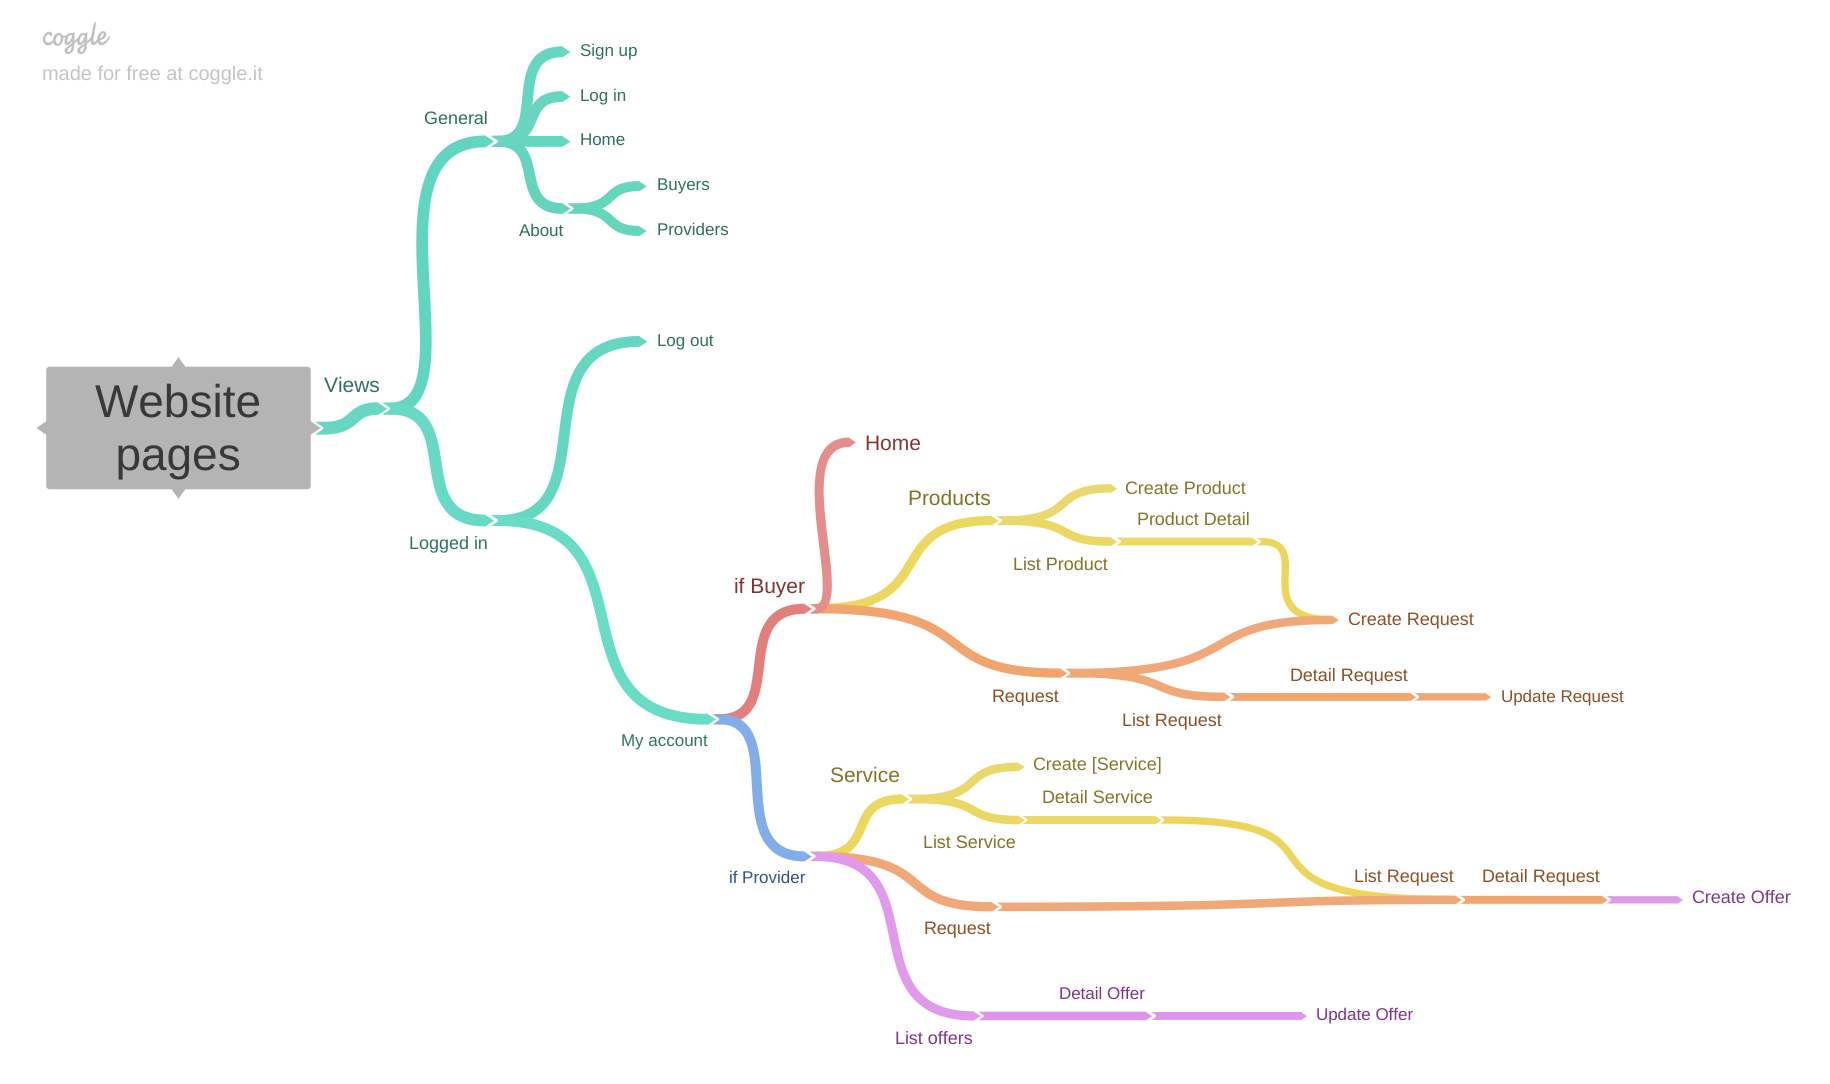 coggle
made for free at coggle.it
Website
pages
Views
General
Sign up
Log in
Home
About
Buyers
Providers
Logged in
Log out
My account
if Buyer
Home
Products
Create Product
List Product
Product Detail
Create Request
Request
List Request
Detail Request
Update Request
if Provider
Service
Create [Service]
List Service
Detail Service
Request
List Request
Detail Request
Create Offer
List offers
Detail Offer
Update Offer